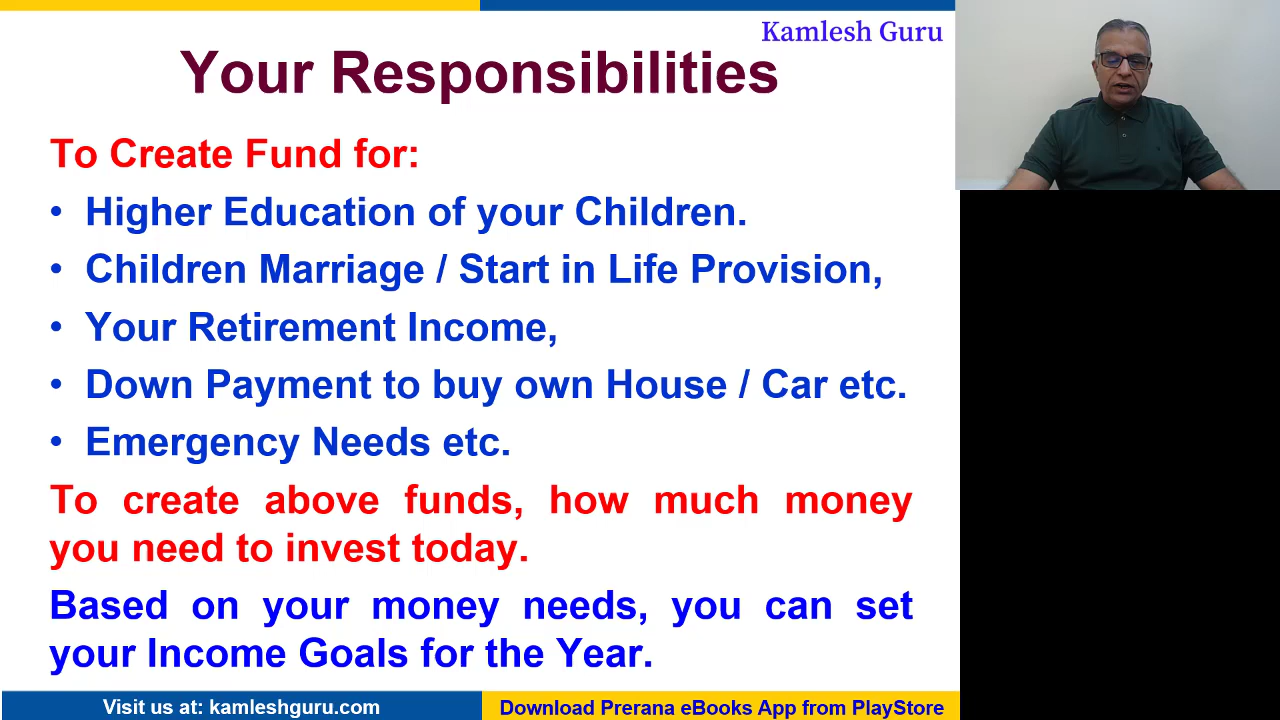 Kamlesh Guru
Your Responsibilities
To Create Fund for:
• Higher Education of your Children.
• Children Marriage / Start in Life Provision,
• Your Retirement Income,
• Down Payment to buy own House / Car etc.
• Emergency Needs etc.
To create above funds, how much money
you need to invest today.
Based on your money needs, you can set
your Income Goals for the Year.
Visit us at: kamleshguru.com
Download Prerana eBooks App from PlayStore